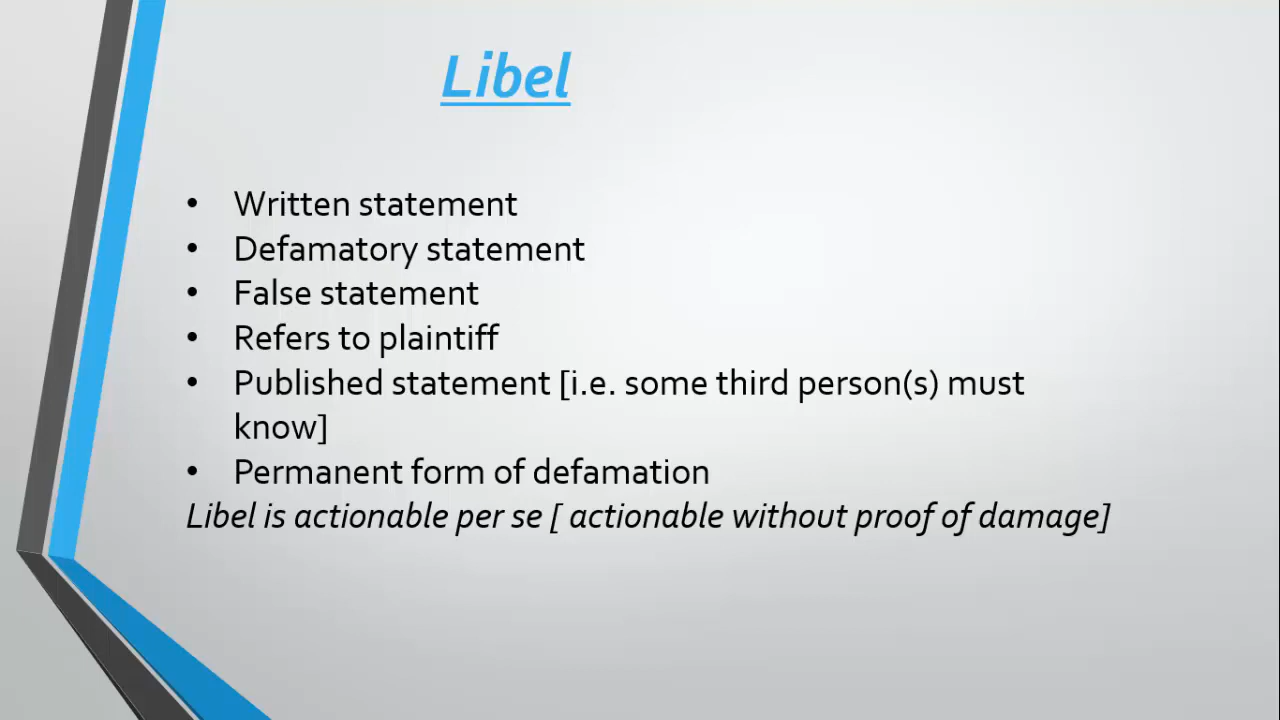 Libel
• Written statement
• Defamatory statement
• False statement
• Refers to plaintiff
• Published statement [i.e. some third person(s) must
know]
• Permanent form of defamation
Libel is actionable per se [ actionable without proof of damage]